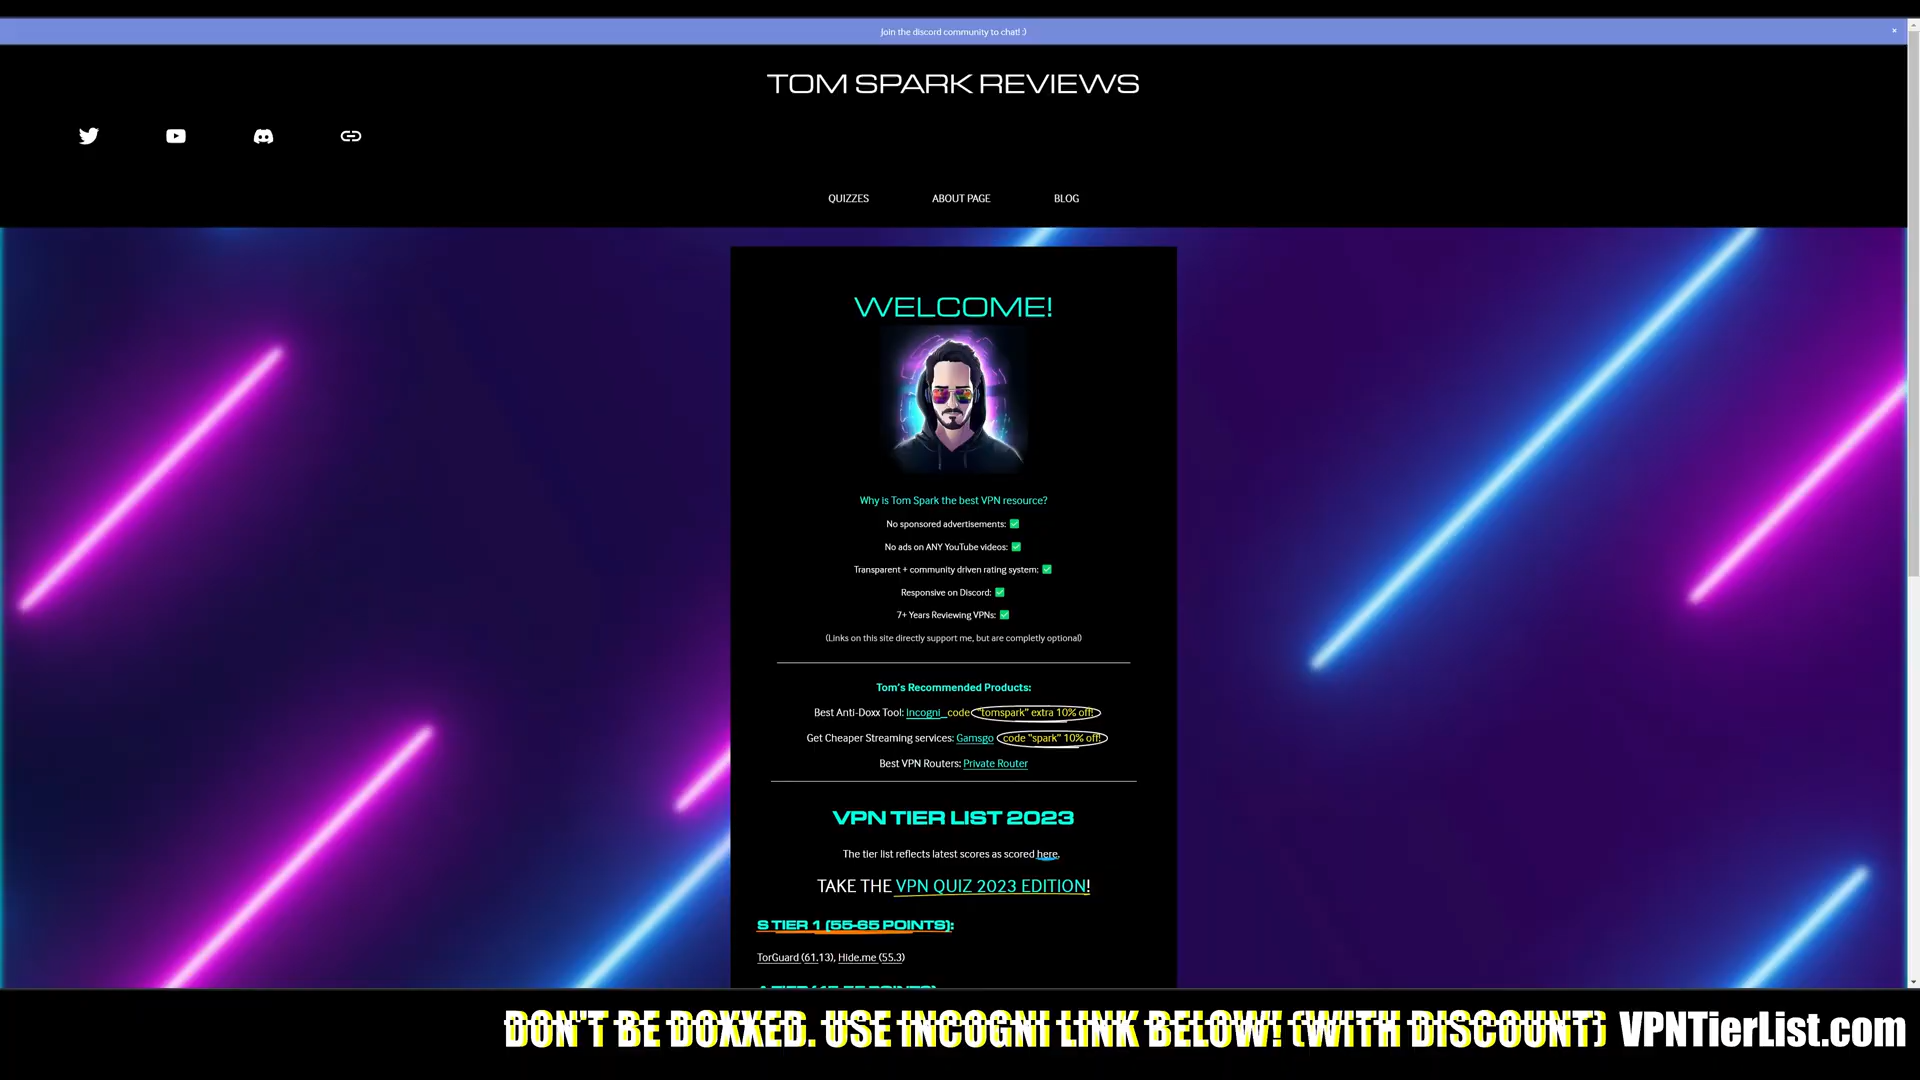 Join the discord community to chat! :)
×
TOM SPARK REVIEWS
QUIZZES
ABOUT PAGE
BLOG
WELCOME!
Why is Tom Spark the best VPN resource?
No sponsored advertisements: ✅
No ads on ANY YouTube videos: ✅
Transparent + community driven rating system: ✅
Responsive on Discord: ✅
7+ Years Reviewing VPNs: ✅
(Links on this site directly support me, but are completly optional)
Tom's Recommended Products:
Best Anti-Doxx Tool: Incogni code "tomspark" extra 10% off!
Get Cheaper Streaming services: Gamsgo code "spark" 10% off!
Best VPN Routers: Private Router
VPN TIER LIST 2023
The tier list reflects latest scores as scored here.
TAKE THE VPN QUIZ 2023 EDITION!
S TIER 1 (55-65 POINTS):
TorGuard (61.13), Hide.me (55.3)
DON'T BE DOXXED. USE INCOGNI LINK BELOW! (WITH DISCOUNT) VPNTierList.com